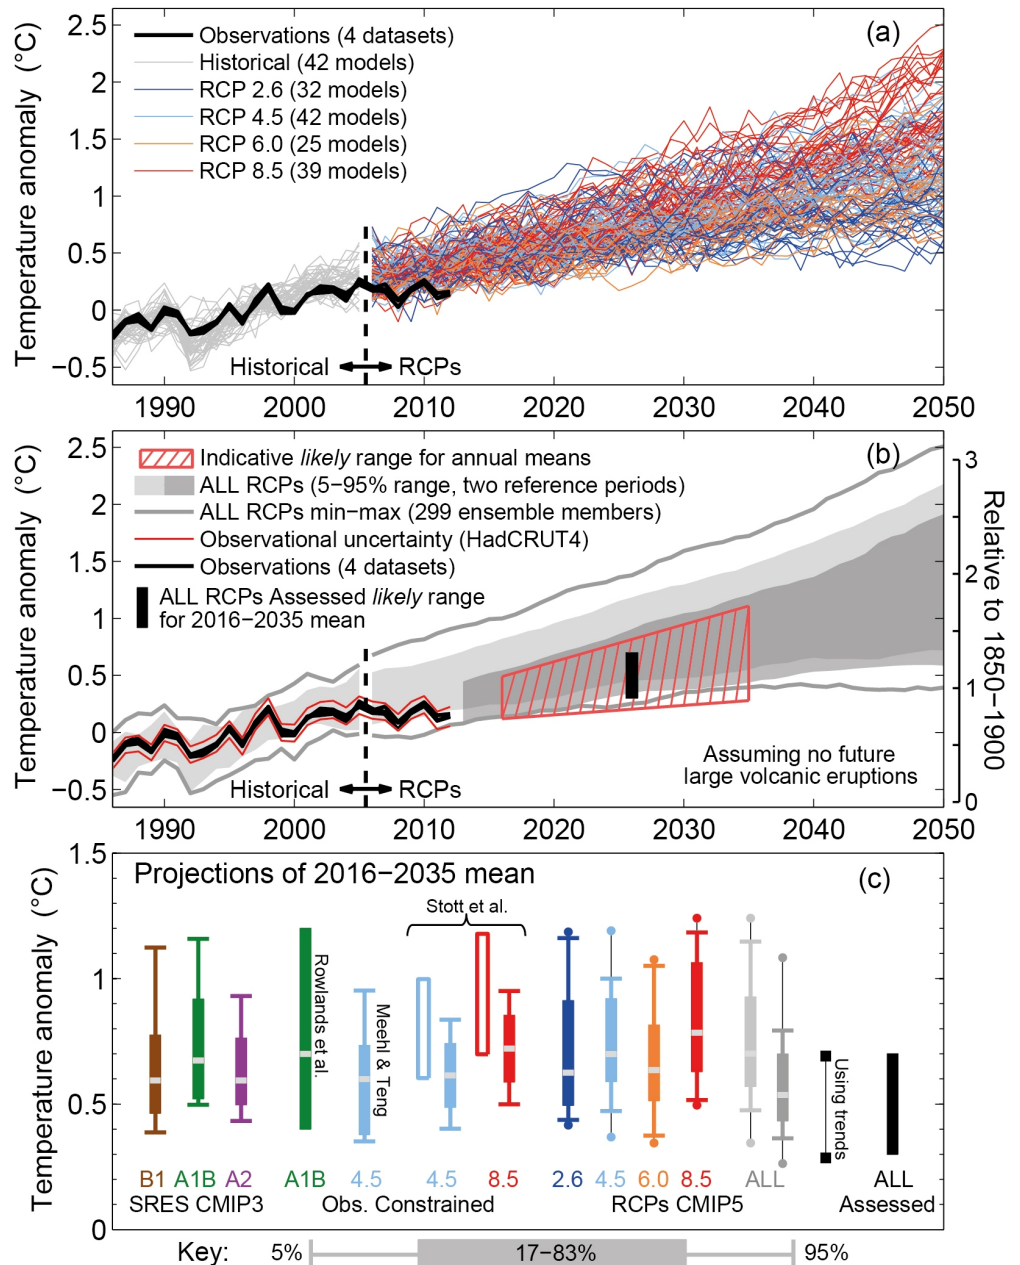 Temperature anomaly (°C)
2.5
2
1.5
1
0.5
0
−0.5
(a)
Observations (4 datasets)
Historical (42 models)
RCP 2.6 (32 models)
RCP 4.5 (42 models)
RCP 6.0 (25 models)
RCP 8.5 (39 models)
Historical
RCPs
1990 2000 2010 2020 2030 2040 2050
Temperature anomaly (°C)
2.5
2
1.5
1
0.5
0
−0.5
(b)
Indicative likely range for annual means
ALL RCPs (5−95% range, two reference periods)
ALL RCPs min−max (299 ensemble members)
Observational uncertainty (HadCRUT4)
Observations (4 datasets)
ALL RCPs Assessed likely range
for 2016−2035 mean
Assuming no future
large volcanic eruptions
Historical
RCPs
3
2
1
0
Relative to 1850−1900
1990 2000 2010 2020 2030 2040 2050
Temperature anomaly (°C)
1.5
1
0.5
0
Projections of 2016−2035 mean
(c)
Stott et al.
Rowlands et al.
Meehl & Teng
Using trends
B1 A1B A2 A1B 4.5 4.5 8.5 2.6 4.5 6.0 8.5 ALL ALL
SRES CMIP3 Obs. Constrained RCPs CMIP5 Assessed
Key: 5% 17−83% 95%